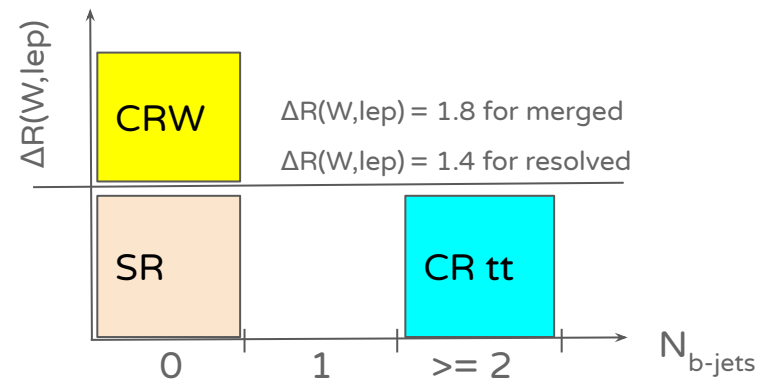 ΔR(W,lep)
CRW
ΔR(W,lep) = 1.8 for merged
ΔR(W,lep) = 1.4 for resolved
SR
CR tt
0
1
>= 2
N_b-jets